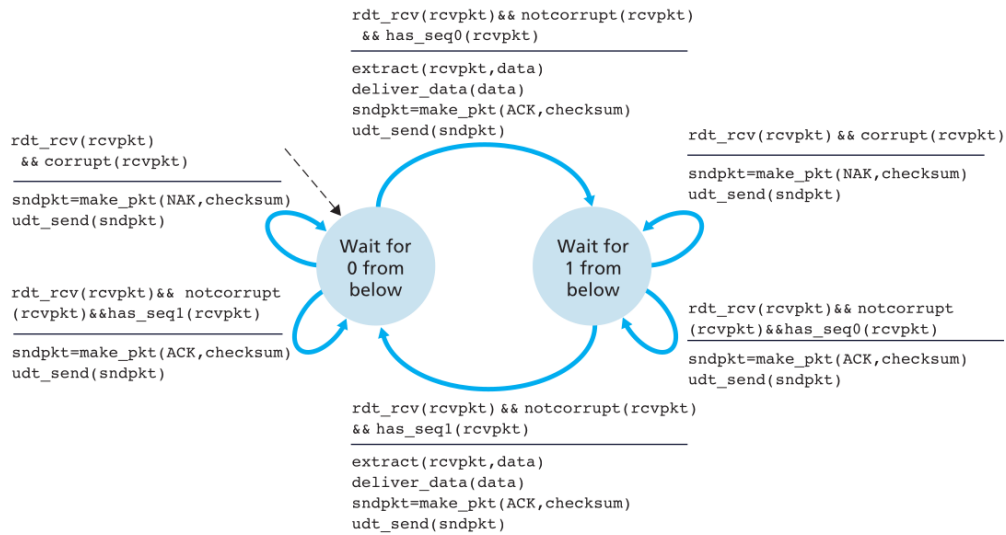 rdt_rcv(rcvpkt)&& notcorrupt(rcvpkt)
&& has_seq0(rcvpkt)
extract(rcvpkt,data)
deliver_data(data)
sndpkt=make_pkt(ACK,checksum)
udt_send(sndpkt)
rdt_rcv(rcvpkt)
&& corrupt(rcvpkt)
sndpkt=make_pkt(NAK,checksum)
udt_send(sndpkt)
rdt_rcv(rcvpkt) && corrupt(rcvpkt)
sndpkt=make_pkt(NAK,checksum)
udt_send(sndpkt)
Wait for
0 from
below
Wait for
1 from
below
rdt_rcv(rcvpkt)&& notcorrupt
(rcvpkt)&&has_seq1(rcvpkt)
sndpkt=make_pkt(ACK,checksum)
udt_send(sndpkt)
rdt_rcv(rcvpkt)&& notcorrupt
(rcvpkt)&&has_seq0(rcvpkt)
sndpkt=make_pkt(ACK,checksum)
udt_send(sndpkt)
rdt_rcv(rcvpkt) && notcorrupt(rcvpkt)
&& has_seq1(rcvpkt)
extract(rcvpkt,data)
deliver_data(data)
sndpkt=make_pkt(ACK,checksum)
udt_send(sndpkt)